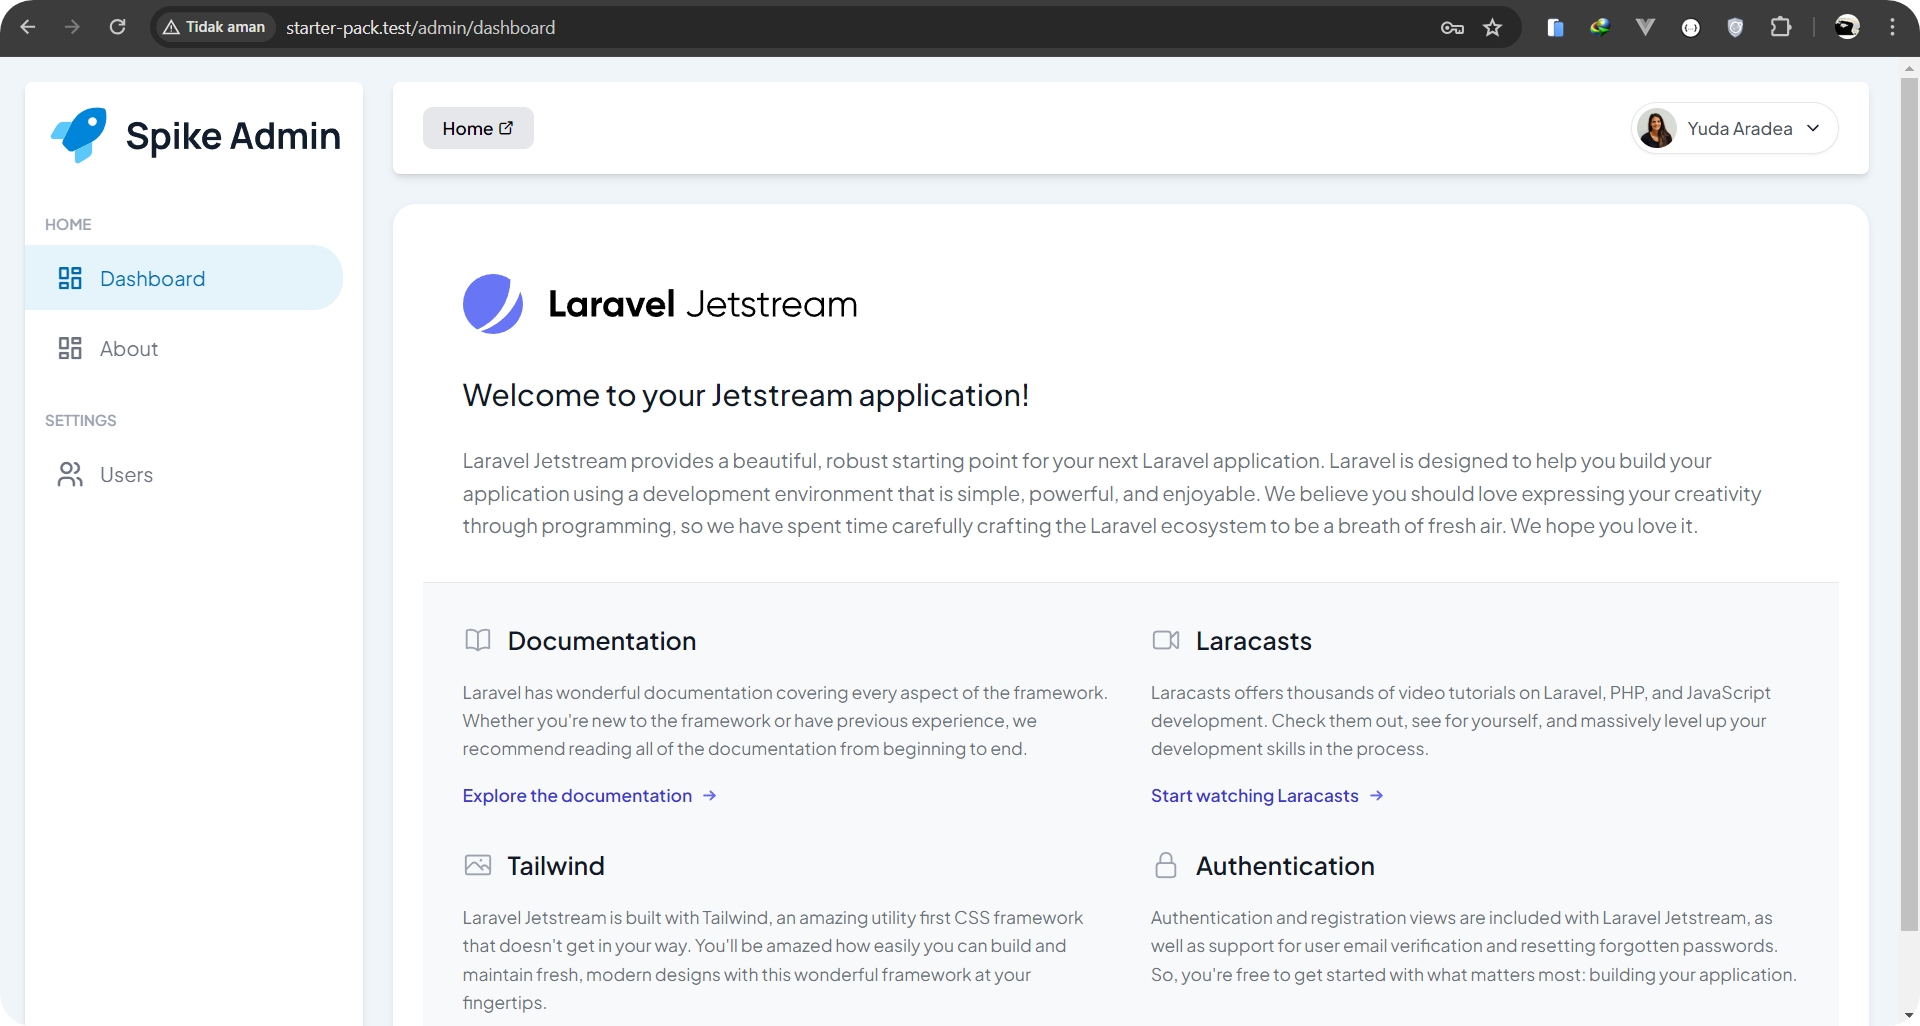 Tidak aman
starter-pack.test/admin/dashboard
Spike Admin
HOME
Dashboard
About
SETTINGS
Users
Home
Yuda Aradea
Laravel Jetstream
Welcome to your Jetstream application!
Laravel Jetstream provides a beautiful, robust starting point for your next Laravel application. Laravel is designed to help you build your
application using a development environment that is simple, powerful, and enjoyable. We believe you should love expressing your creativity
through programming, so we have spent time carefully crafting the Laravel ecosystem to be a breath of fresh air. We hope you love it.
Documentation
Laravel has wonderful documentation covering every aspect of the framework.
Whether you're new to the framework or have previous experience, we
recommend reading all of the documentation from beginning to end.
Explore the documentation
Laracasts
Laracasts offers thousands of video tutorials on Laravel, PHP, and JavaScript
development. Check them out, see for yourself, and massively level up your
development skills in the process.
Start watching Laracasts
Tailwind
Laravel Jetstream is built with Tailwind, an amazing utility first CSS framework
that doesn't get in your way. You'll be amazed how easily you can build and
maintain fresh, modern designs with this wonderful framework at your
fingertips.
Authentication
Authentication and registration views are included with Laravel Jetstream, as
well as support for user email verification and resetting forgotten passwords.
So, you're free to get started with what matters most: building your application.